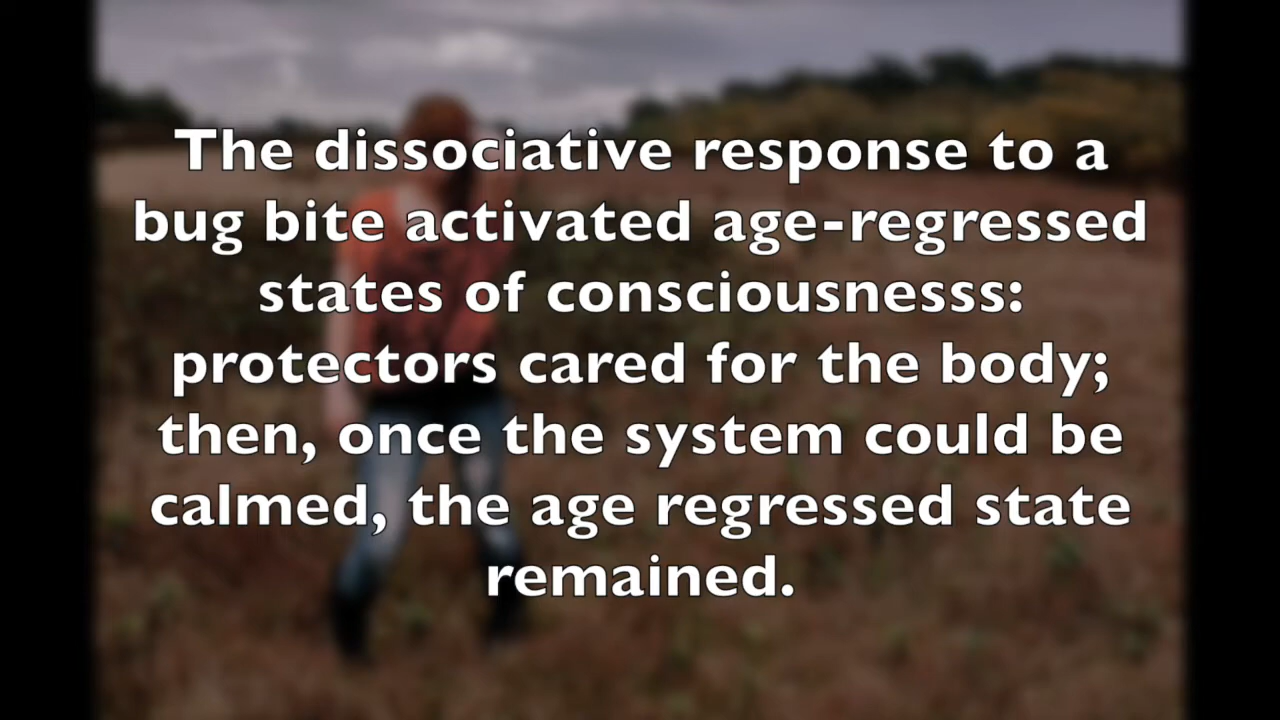 The dissociative response to a
bug bite activated age-regressed
states of consciousnesss:
protectors cared for the body;
then, once the system could be
calmed, the age regressed state
remained.